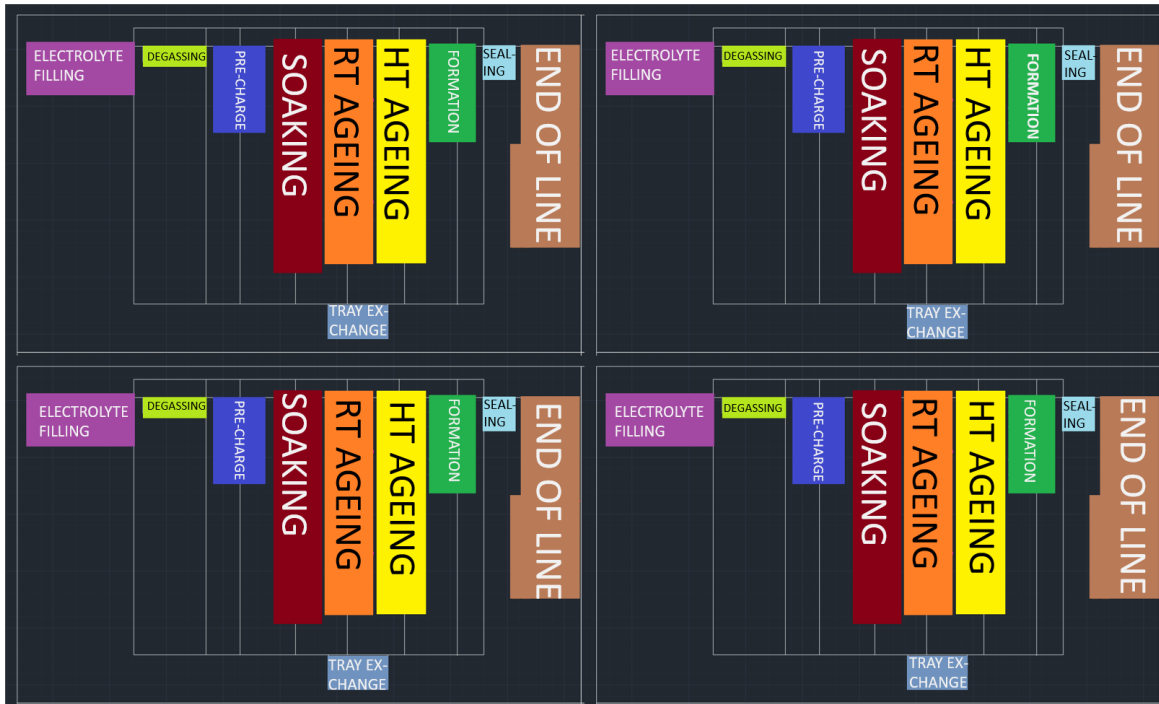 ELECTROLYTE
FILLING
DEGASSING
PRE-CHARGE
SOAKING
RT AGEING
HT AGEING
FORMATION
SEAL-
ING
END OF LINE
TRAY EX-
CHANGE
ELECTROLYTE
FILLING
DEGASSING
PRE-CHARGE
SOAKING
RT AGEING
HT AGEING
FORMATION
SEAL-
ING
END OF LINE
TRAY EX-
CHANGE
ELECTROLYTE
FILLING
DEGASSING
PRE-CHARGE
SOAKING
RT AGEING
HT AGEING
FORMATION
SEAL-
ING
END OF LINE
TRAY EX-
CHANGE
ELECTROLYTE
FILLING
DEGASSING
PRE-CHARGE
SOAKING
RT AGEING
HT AGEING
FORMATION
SEAL-
ING
END OF LINE
TRAY EX-
CHANGE